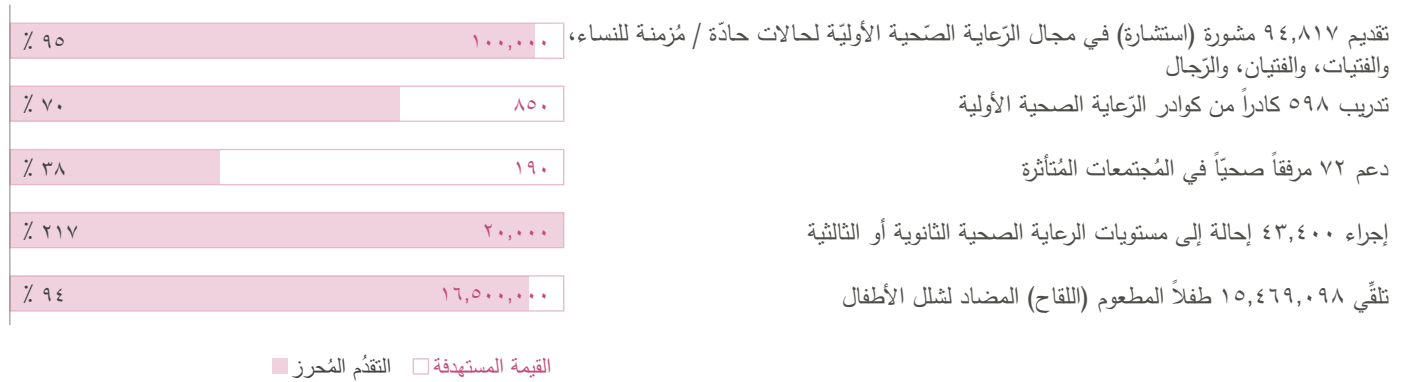 تقديم ٩٤,٨١٧ مشورة (استشارة) في مجال الرّعاية الصّحية الأوليّة لحالات حادّة / مُزمنة للنساء،
والفتيات، والفتيان، والرّجال
١٠٠,٠٠٠
٩٥ ٪
تدريب ٥٩٨ كادراً من كوادر الرّعاية الصحية الأولية
٨٥٠
٧٠ ٪
دعم ٧٢ مرفقاً صحيّاً في المُجتمعات المُتأثرة
١٩٠
٣٨ ٪
إجراء ٤٣,٤٠٠ إحالة إلى مستويات الرعاية الصحية الثانوية أو الثالثية
٢٠,٠٠٠
٢١٧ ٪
تلقِّي ١٥,٤٦٩,٠٩٨ طفلاً المطعوم (اللقاح) المضاد لشلل الأطفال
١٦,٥٠٠,٠٠٠
٩٤ ٪
القيمة المستهدفة
التقدُم المُحرز